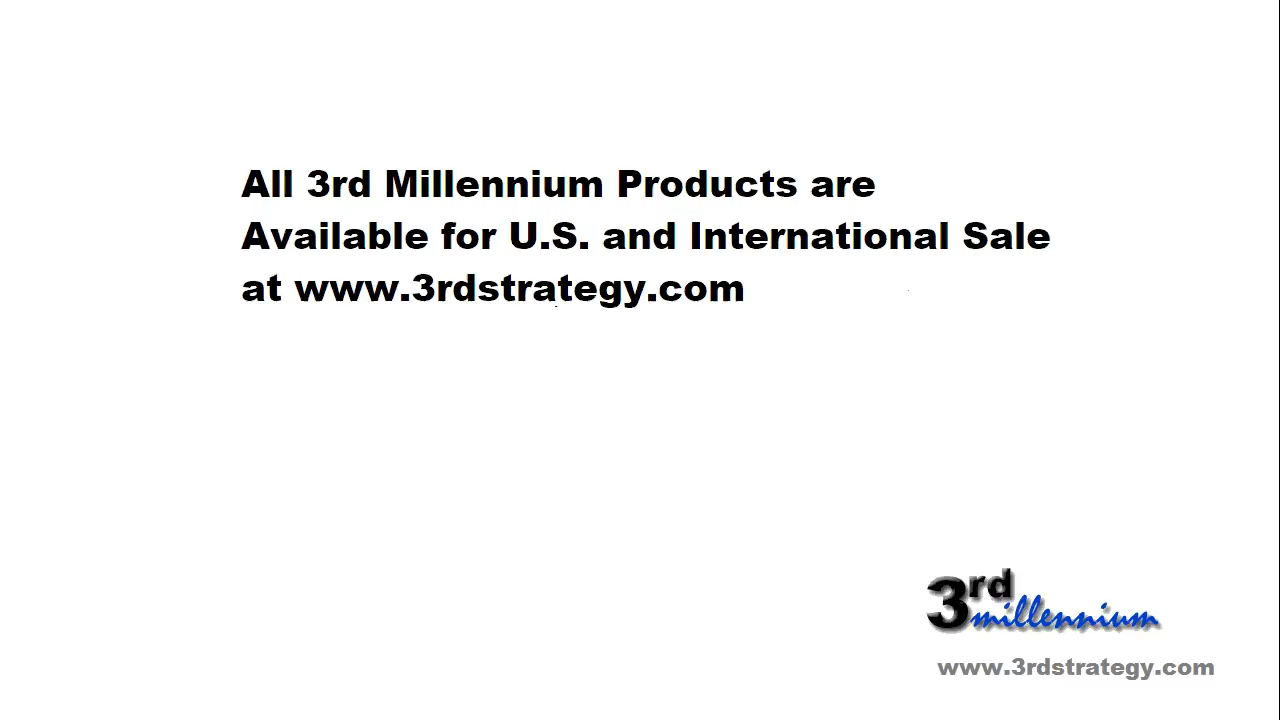 All 3rd Millennium Products are
Available for U.S. and International Sale
at www.3rdstrategy.com
3rd
millennium
www.3rdstrategy.com